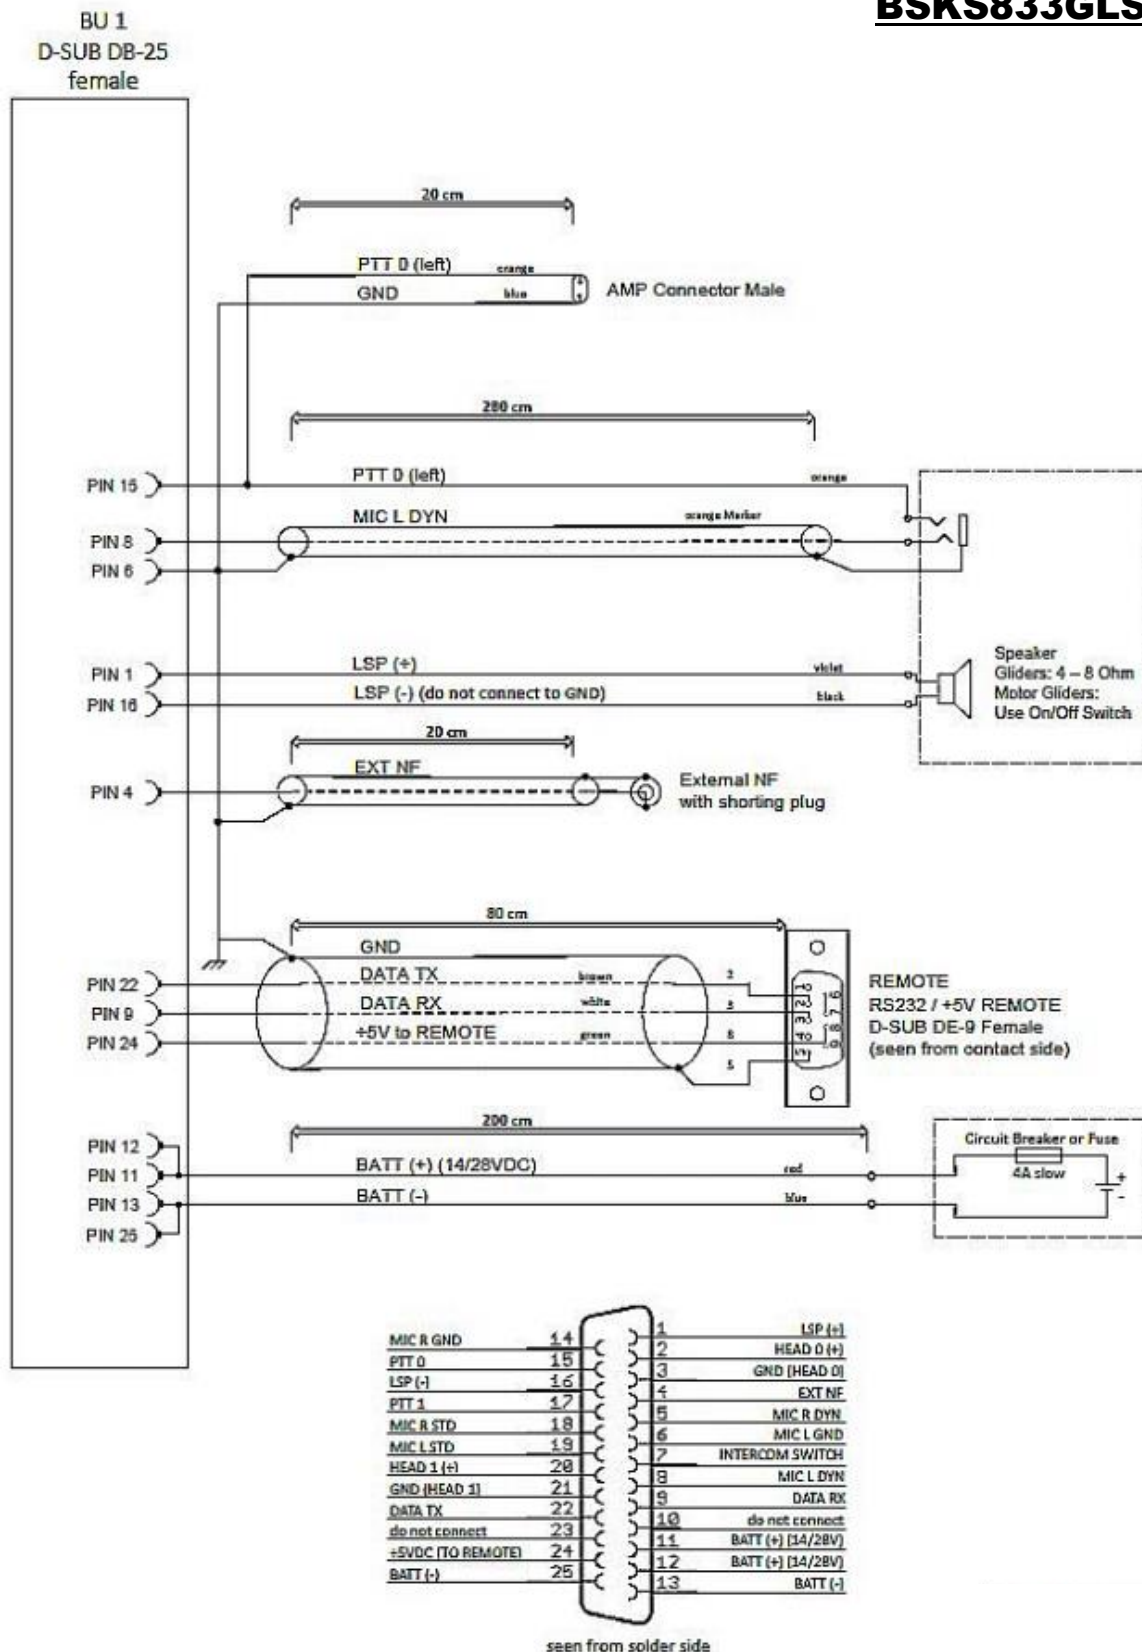 BSKS833GLS
BU 1
D-SUB DB-25
female
20 cm
PTT 0 (left) orange
GND blue
AMP Connector Male
280 cm
PIN 15 PTT 0 (left) orange
MIC L DYN orange Marker
PIN 8
PIN 6
PIN 1 LSP (+) violet
PIN 16 LSP (-) (do not connect to GND) black
Speaker
Gliders: 4 – 8 Ohm
Motor Gliders:
Use On/Off Switch
20 cm
EXT NF
PIN 4
External NF
with shorting plug
80 cm
GND
PIN 22 DATA TX brown 2
PIN 9 DATA RX white 3
PIN 24 +5V to REMOTE green 8
5
1 2 3 4 5
6 7 8 9
REMOTE
RS232 / +5V REMOTE
D-SUB DE-9 Female
(seen from contact side)
200 cm
PIN 12
PIN 11 BATT (+) (14/28VDC) red
PIN 13 BATT (-) blue
PIN 25
Circuit Breaker or Fuse
4A slow
+
-
MIC R GND 14
PTT 0 15
LSP (-) 16
PTT 1 17
MIC R STD 18
MIC L STD 19
HEAD 1 (+) 20
GND (HEAD 1) 21
DATA TX 22
do not connect 23
+5VDC (TO REMOTE) 24
BATT (-) 25
1 LSP (+)
2 HEAD 0 (+)
3 GND (HEAD 0)
4 EXT NF
5 MIC R DYN
6 MIC L GND
7 INTERCOM SWITCH
8 MIC L DYN
9 DATA RX
10 do not connect
11 BATT (+) (14/28V)
12 BATT (+) (14/28V)
13 BATT (-)
seen from solder side